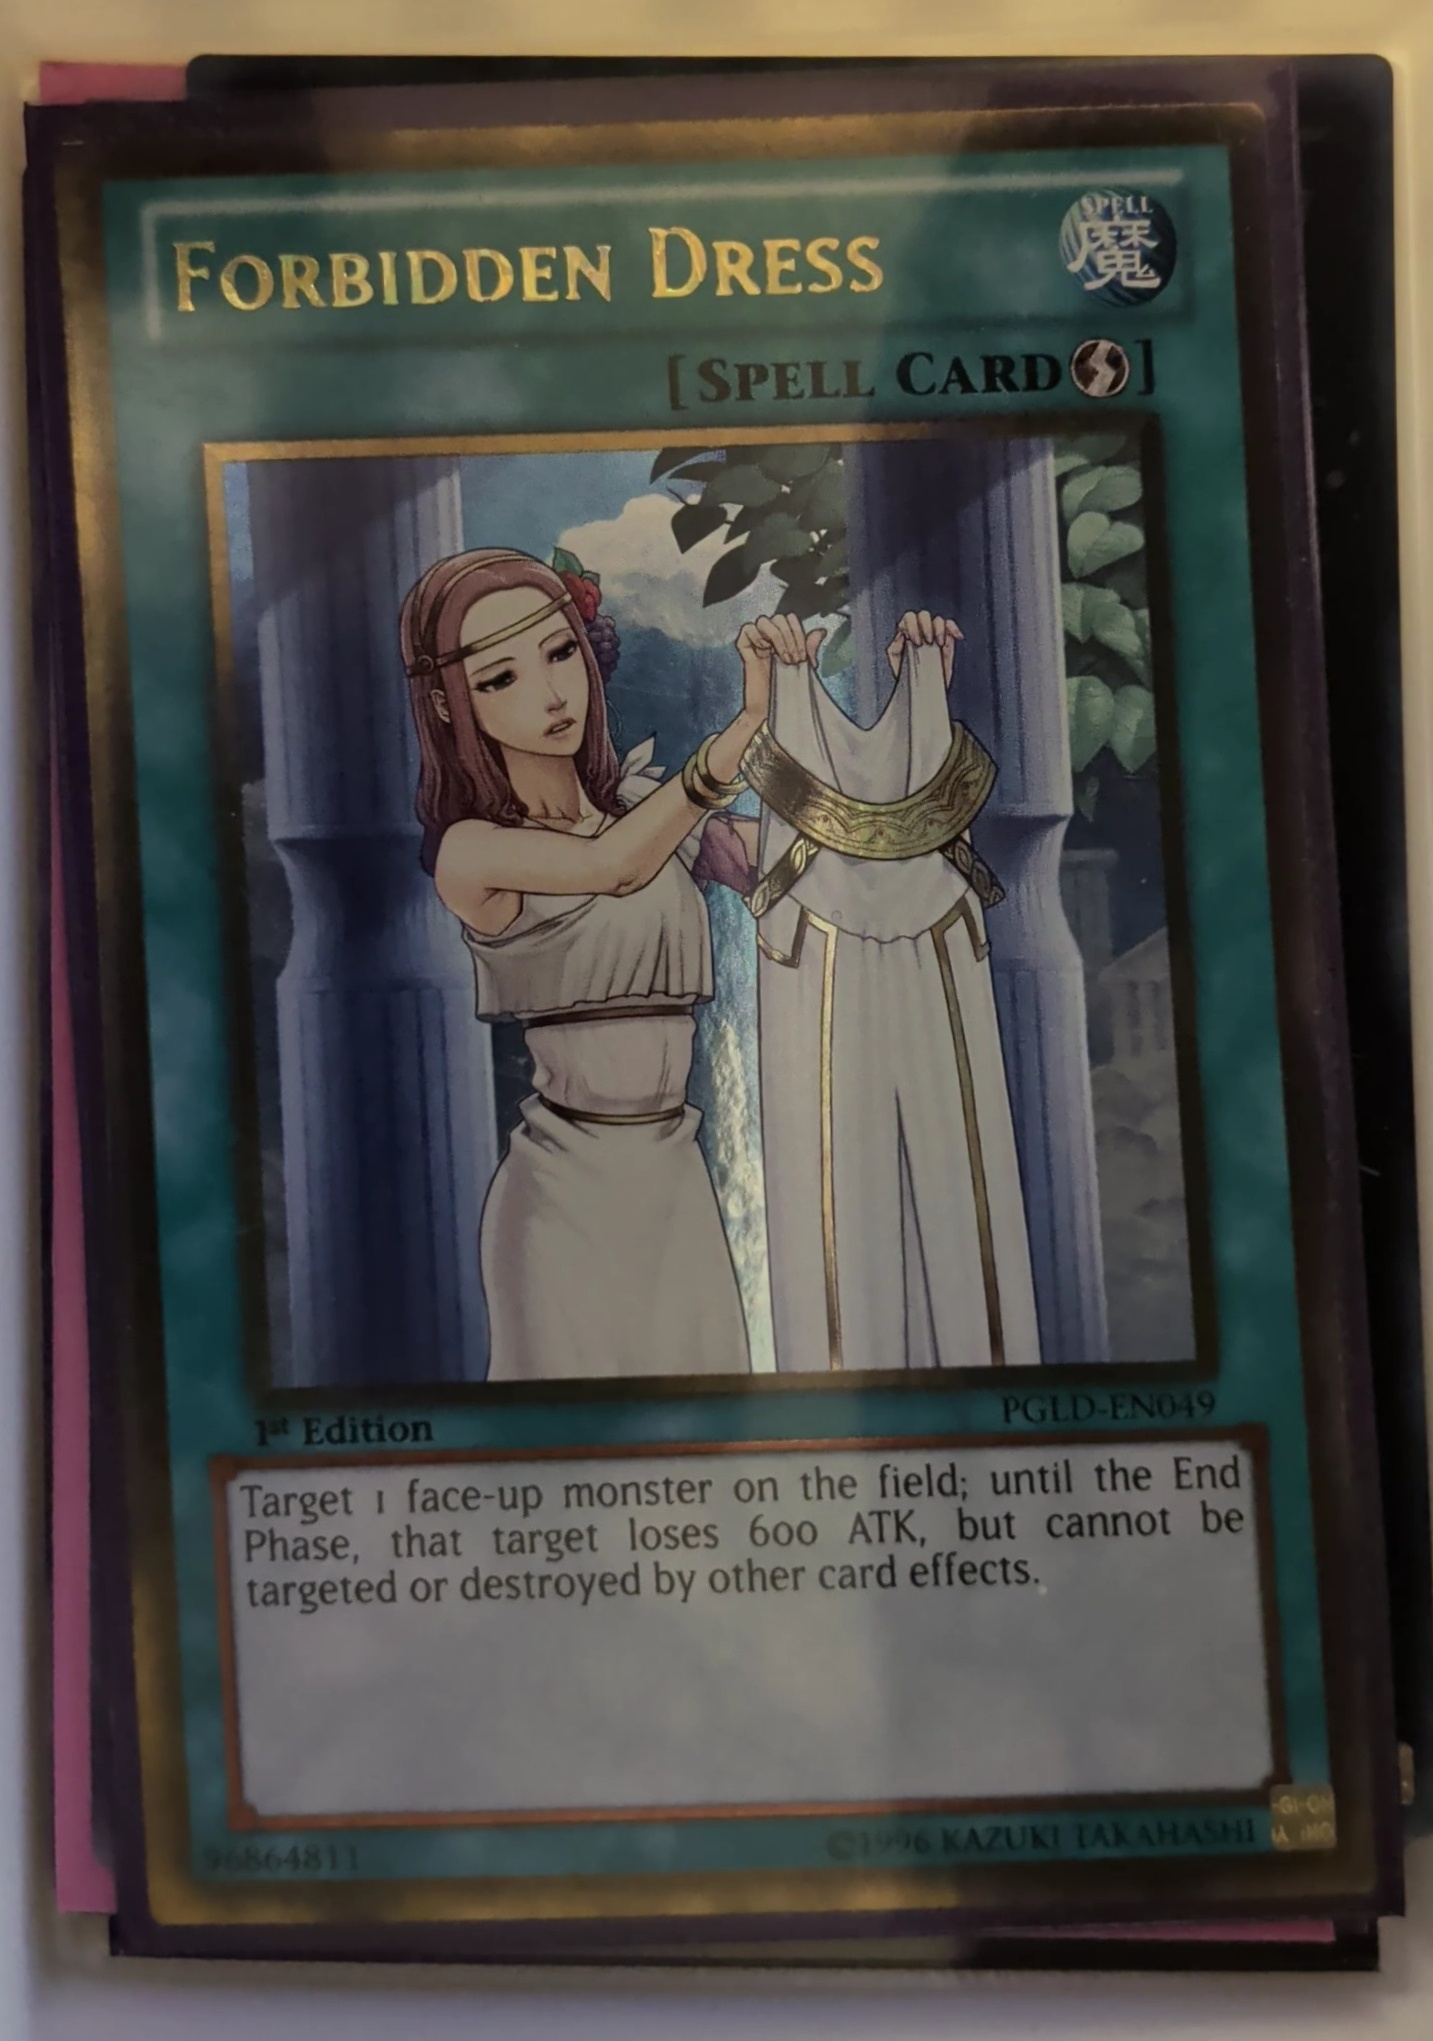 FORBIDDEN DRESS
SPELL
魔
[SPELL CARD]
1st Edition
PGLD-EN049
Target 1 face-up monster on the field; until the End
Phase, that target loses 600 ATK, but cannot be
targeted or destroyed by other card effects.
96864811
©1996 KAZUKI TAKAHASHI